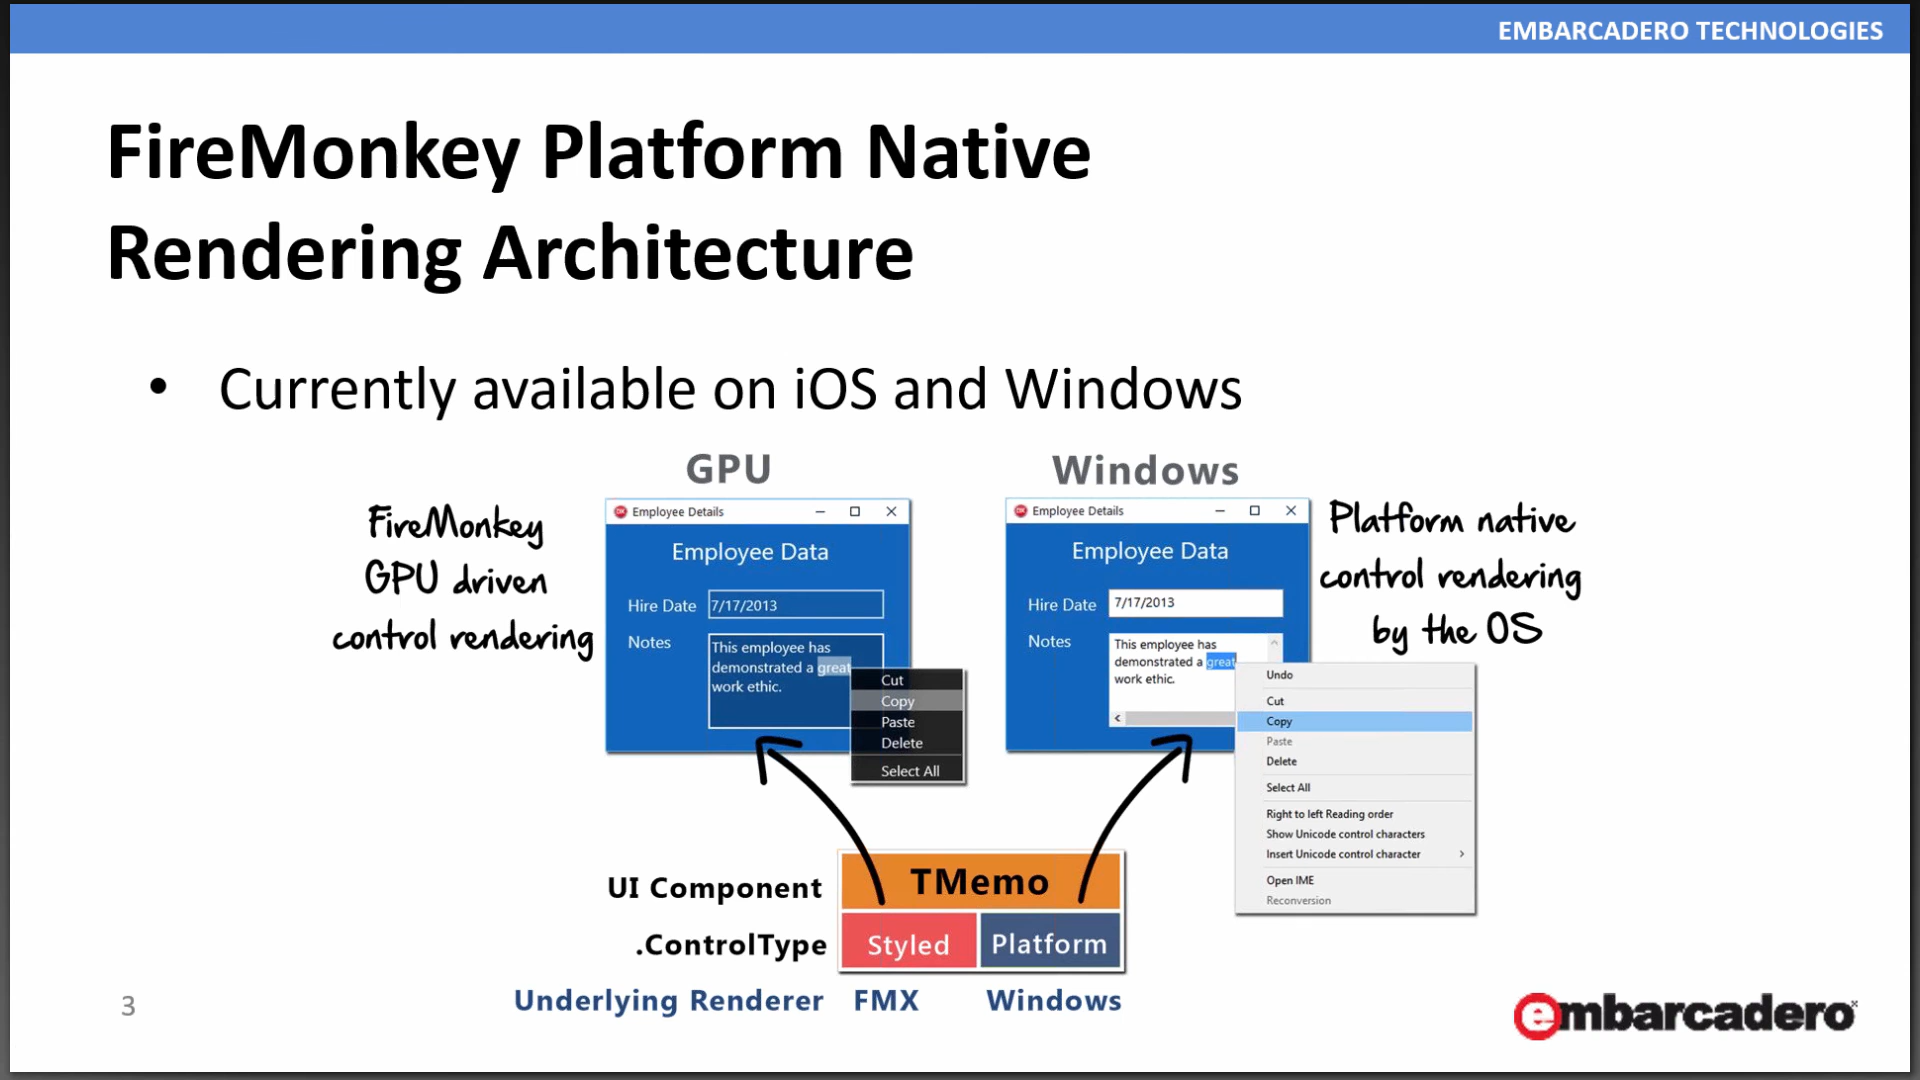 EMBARCADERO TECHNOLOGIES
FireMonkey Platform Native
Rendering Architecture
• Currently available on iOS and Windows
GPU
Windows
FireMonkey
GPU driven
control rendering
Employee Details
Employee Data
Hire Date 7/17/2013
Notes
This employee has
demonstrated a great
work ethic.
Cut
Copy
Paste
Delete
Select All
Employee Details
Employee Data
Hire Date 7/17/2013
Notes
This employee has
demonstrated a great
work ethic.
Undo
Cut
Copy
Paste
Delete
Select All
Right to left Reading order
Show Unicode control characters
Insert Unicode control character
Open IME
Reconversion
Platform native
control rendering
by the OS
UI Component TMemo
.ControlType Styled Platform
Underlying Renderer FMX Windows
3
embarcadero